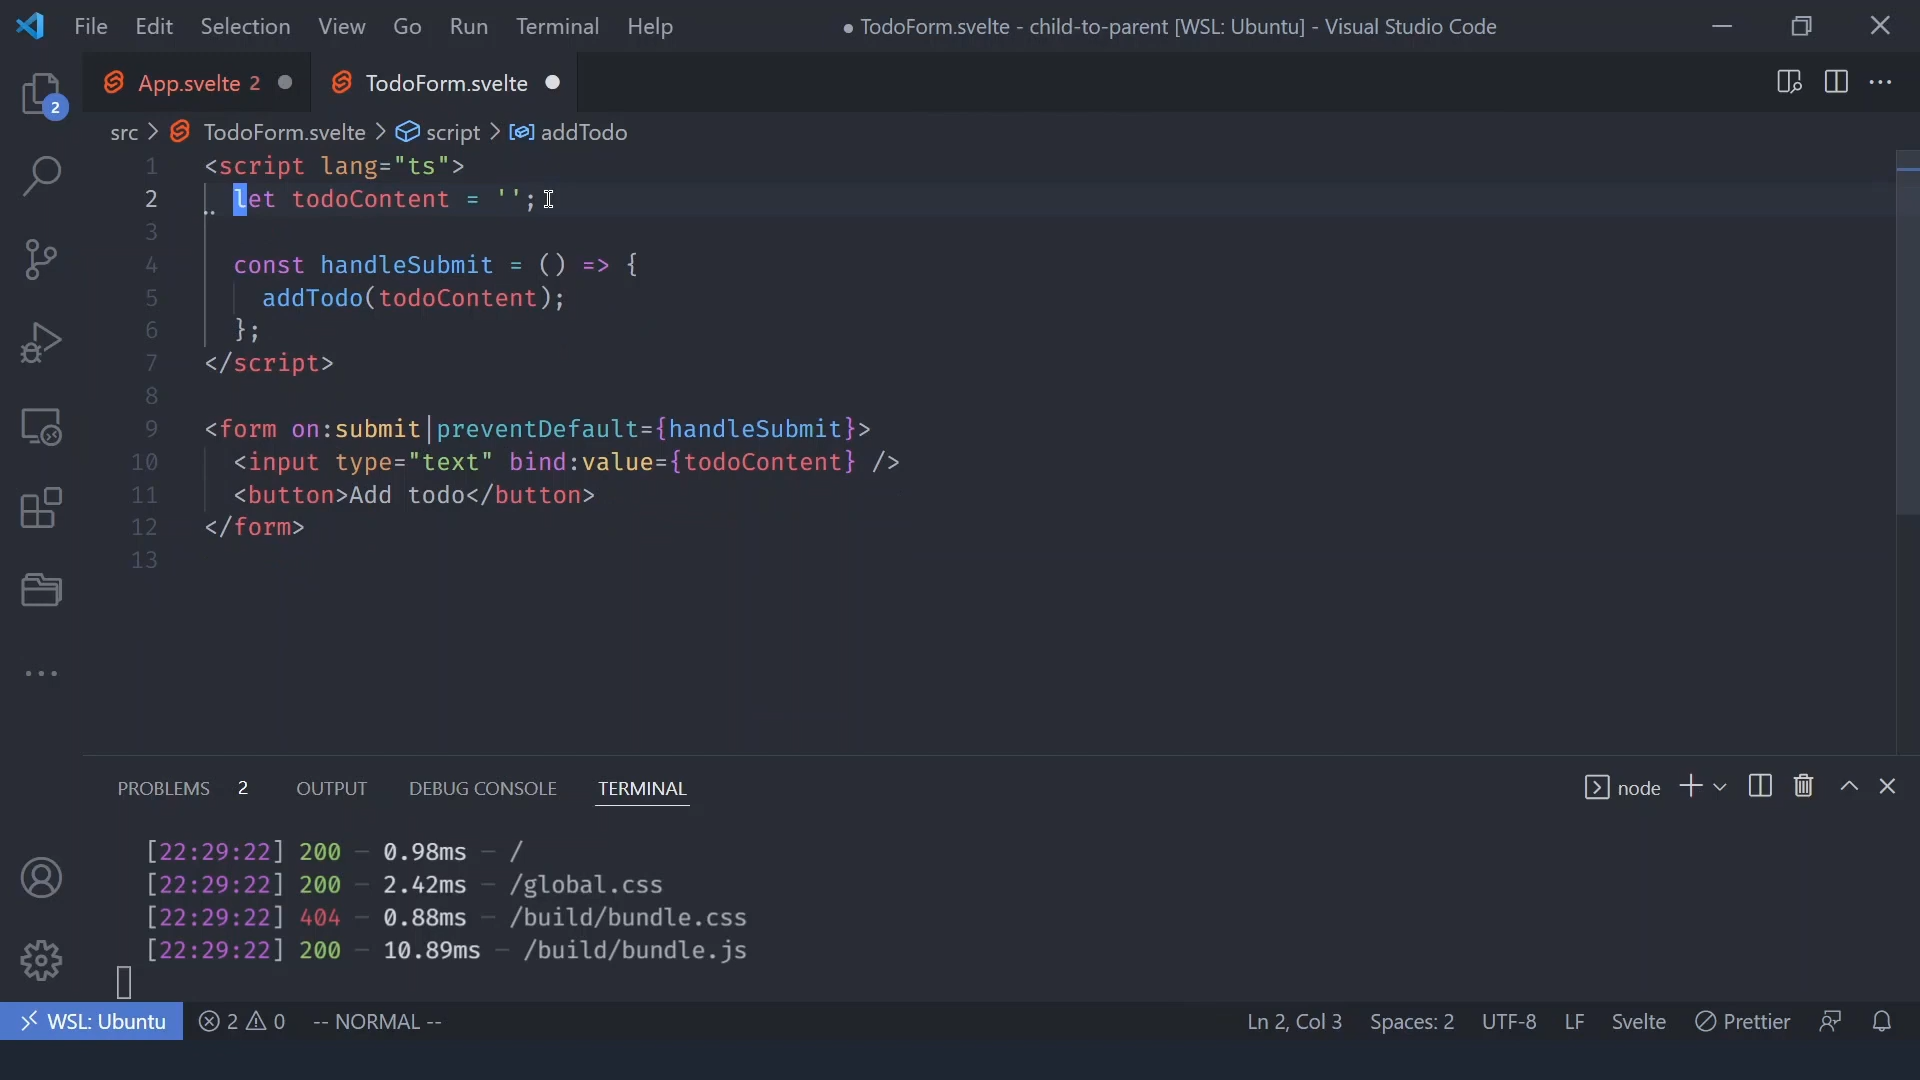 File Edit Selection View Go Run Terminal Help
● TodoForm.svelte - child-to-parent [WSL: Ubuntu] - Visual Studio Code
App.svelte 2 ●
TodoForm.svelte ●
2
src > TodoForm.svelte > script > addTodo
1 <script lang="ts">
2 let todoContent = '';
3
4 const handleSubmit = () => {
5 addTodo(todoContent);
6 };
7 </script>
8
9 <form on:submit|preventDefault={handleSubmit}>
10 <input type="text" bind:value={todoContent} />
11 <button>Add todo</button>
12 </form>
13
PROBLEMS 2 OUTPUT DEBUG CONSOLE TERMINAL
node
[22:29:22] 200 — 0.98ms — /
[22:29:22] 200 — 2.42ms — /global.css
[22:29:22] 404 — 0.88ms — /build/bundle.css
[22:29:22] 200 — 10.89ms — /build/bundle.js
WSL: Ubuntu 2 0 -- NORMAL -- Ln 2, Col 3 Spaces: 2 UTF-8 LF Svelte Prettier